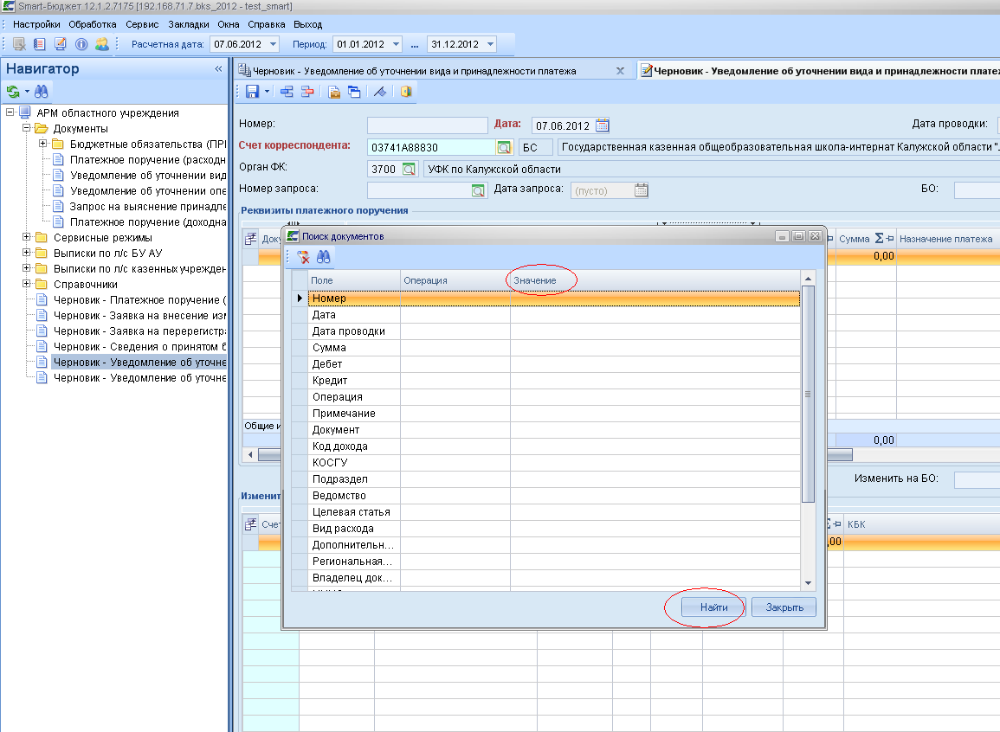 Smart-Бюджет 12.1.2.7175 [192.168.71.7.bks_2012 - test_smart]
Настройки Обработка Сервис Закладки Окна Справка Выход
Расчетная дата: 07.06.2012 Период: 01.01.2012 ... 31.12.2012
Навигатор «
АРМ областного учреждения
Документы
Бюджетные обязательства (ПРІ
Платежное поручение (расходн
Уведомление об уточнении вид
Уведомление об уточнении опе
Запрос на выяснение принадле
Платежное поручение (доходна
Сервисные режимы
Выписки по л/с БУ АУ
Выписки по л/с казенных учрежден
Справочники
Черновик - Платежное поручение (
Черновик - Заявка на внесение изм
Черновик - Заявка на перерегистра
Черновик - Сведения о принятом б
Черновик - Уведомление об уточне
Черновик - Уведомление об уточне
Черновик - Уведомление об уточнении вида и принадлежности платежа
Черновик - Уведомление об уточнении вида и принадлежности платеж
Номер: Дата: 07.06.2012 Дата проводки:
Счет корреспондента: 03741A88830 БС Государственная казенная общеобразовательная школа-интернат Калужской области "
Орган ФК: 3700 УФК по Калужской области
Номер запроса: Дата запроса: (пусто) БО:
Реквизиты платежного поручения
Доку Сумма Σ Назначение платежа
0,00
Общие и
0,00
Изменить на БО:
Изменит
Счет Σ КБК
,00
Поиск документов
Поле Операция Значение
Номер
Дата
Дата проводки
Сумма
Дебет
Кредит
Операция
Примечание
Документ
Код дохода
КОСГУ
Подраздел
Ведомство
Целевая статья
Вид расхода
Дополнительн...
Региональная...
Владелец док...
Найти Закрыть